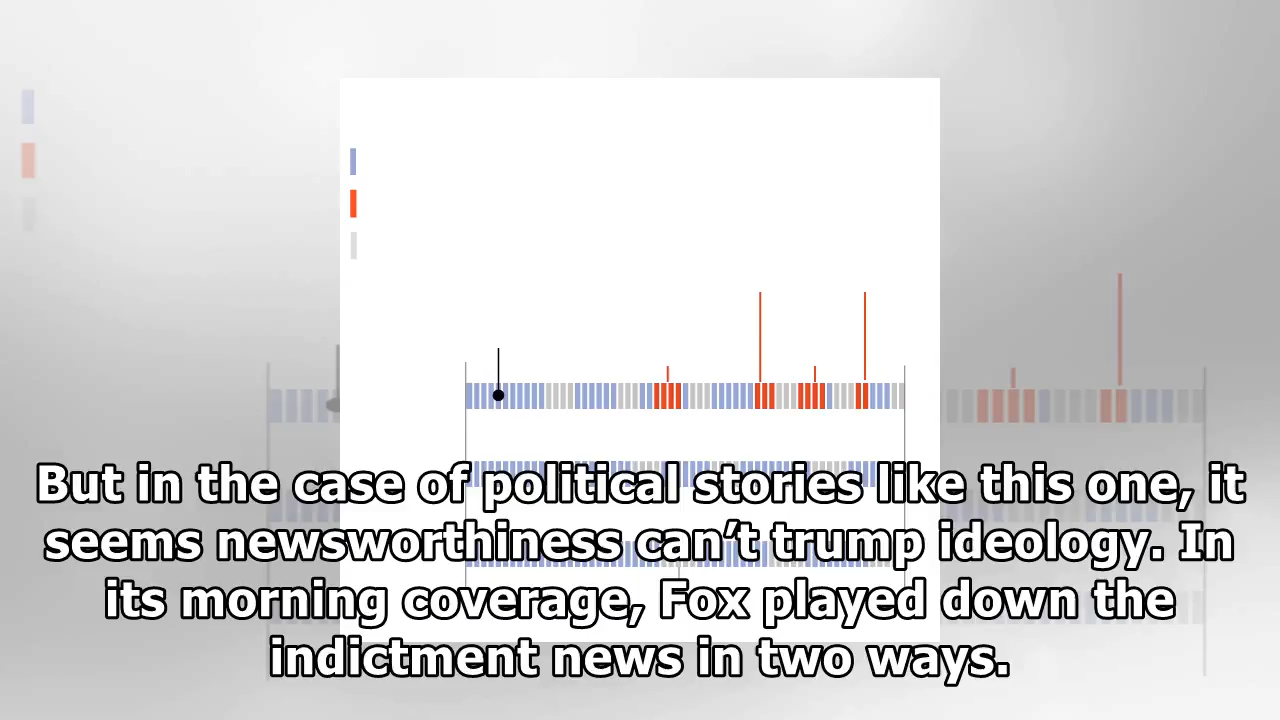 But in the case of political stories like this one, it
seems newsworthiness can’t trump ideology. In
its morning coverage, Fox played down the
indictment news in two ways.